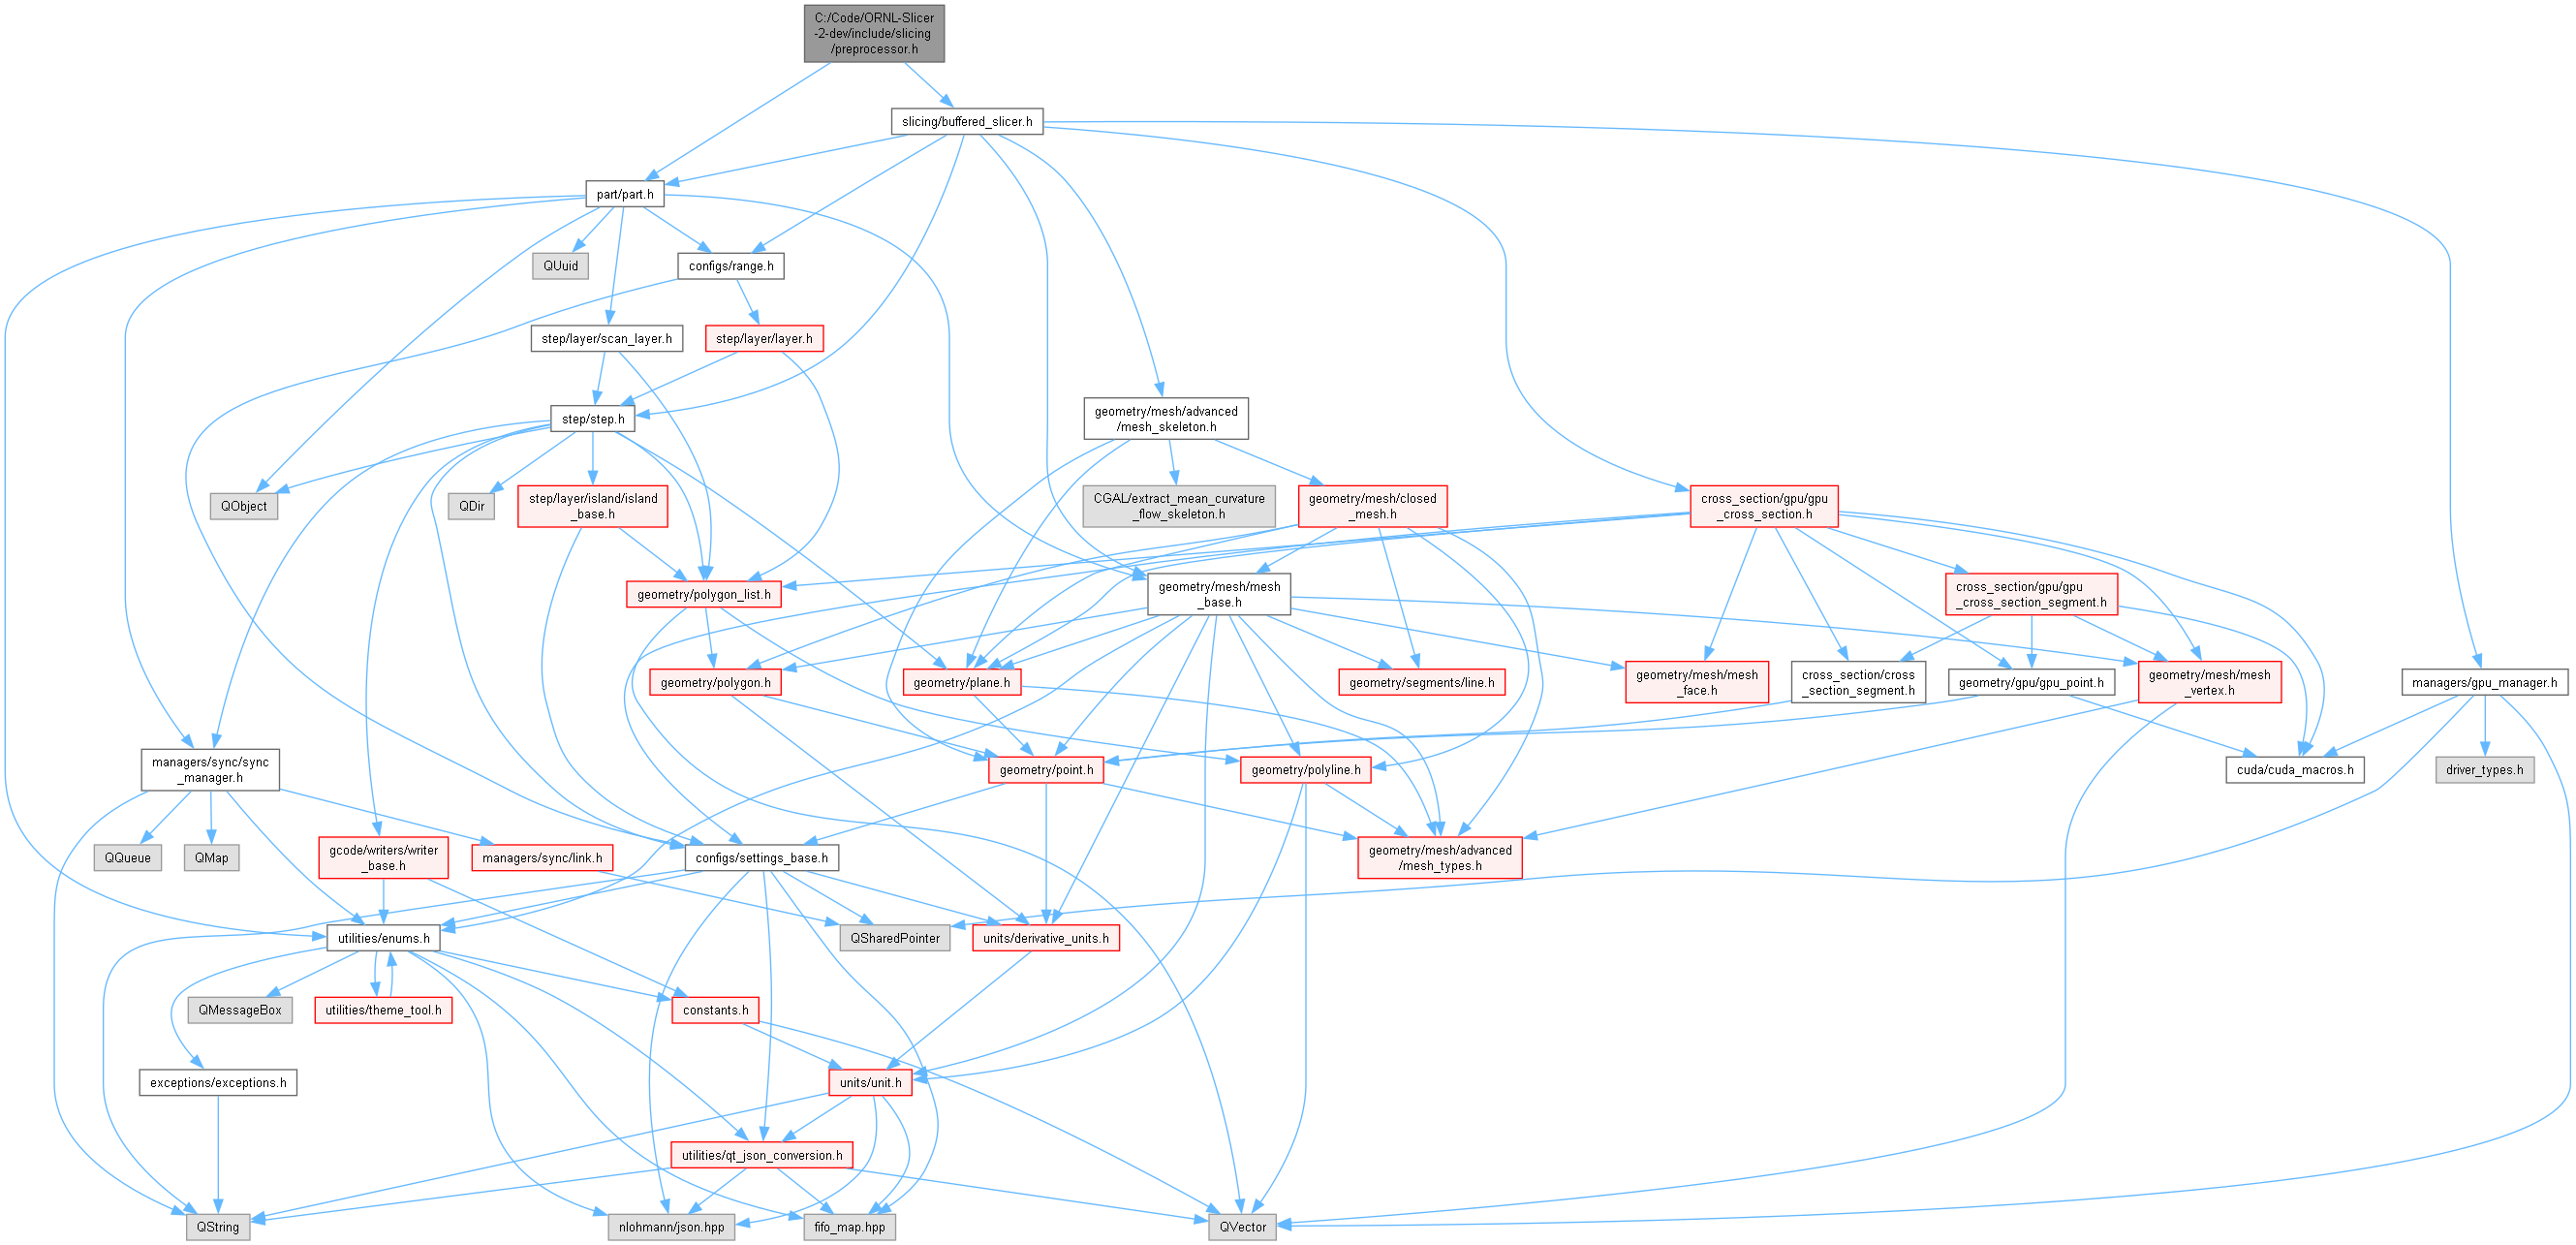 C:/Code/ORNL-Slicer
-2-dev/include/slicing
/preprocessor.h
slicing/buffered_slicer.h
part/part.h
QUuid
configs/range.h
step/layer/scan_layer.h
step/layer/layer.h
step/step.h
geometry/mesh/advanced
/mesh_skeleton.h
QObject
QDir
step/layer/island/island
_base.h
CGAL/extract_mean_curvature
_flow_skeleton.h
geometry/mesh/closed
_mesh.h
cross_section/gpu/gpu
_cross_section.h
geometry/polygon_list.h
geometry/mesh/mesh
_base.h
cross_section/gpu/gpu
_cross_section_segment.h
geometry/polygon.h
geometry/plane.h
geometry/segments/line.h
geometry/mesh/mesh
_face.h
cross_section/cross
_section_segment.h
geometry/gpu/gpu_point.h
geometry/mesh/mesh
_vertex.h
managers/gpu_manager.h
managers/sync/sync
_manager.h
geometry/point.h
geometry/polyline.h
cuda/cuda_macros.h
driver_types.h
QQueue
QMap
gcode/writers/writer
_base.h
managers/sync/link.h
configs/settings_base.h
geometry/mesh/advanced
/mesh_types.h
utilities/enums.h
QSharedPointer
units/derivative_units.h
QMessageBox
utilities/theme_tool.h
constants.h
exceptions/exceptions.h
units/unit.h
utilities/qt_json_conversion.h
QString
nlohmann/json.hpp
fifo_map.hpp
QVector